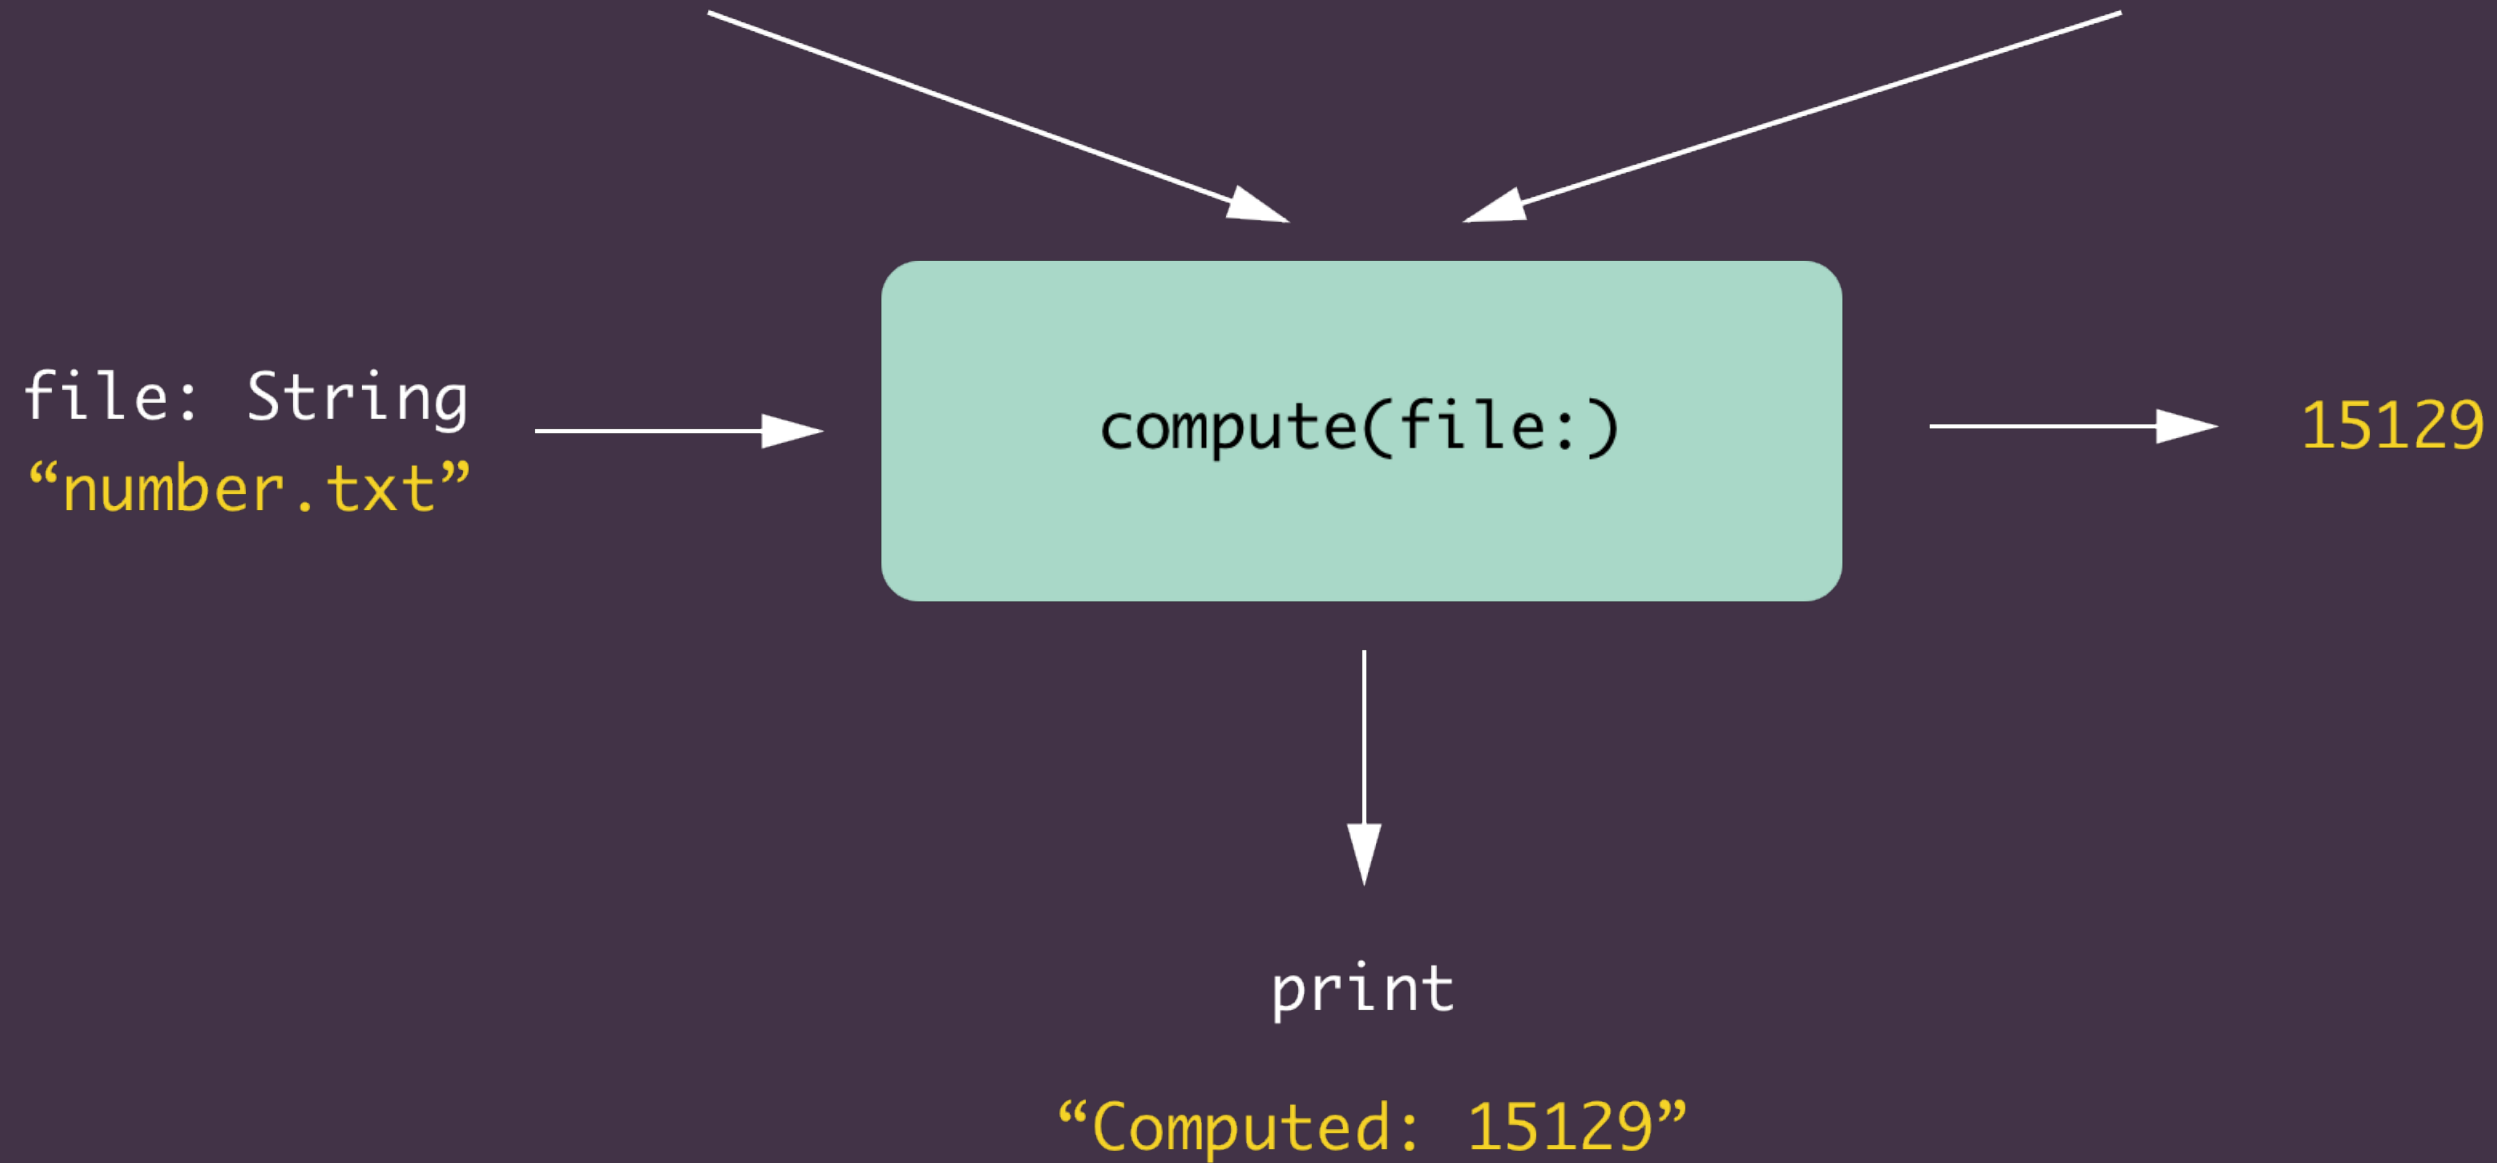 file: String
“number.txt”
compute(file:)
15129
print
“Computed: 15129”